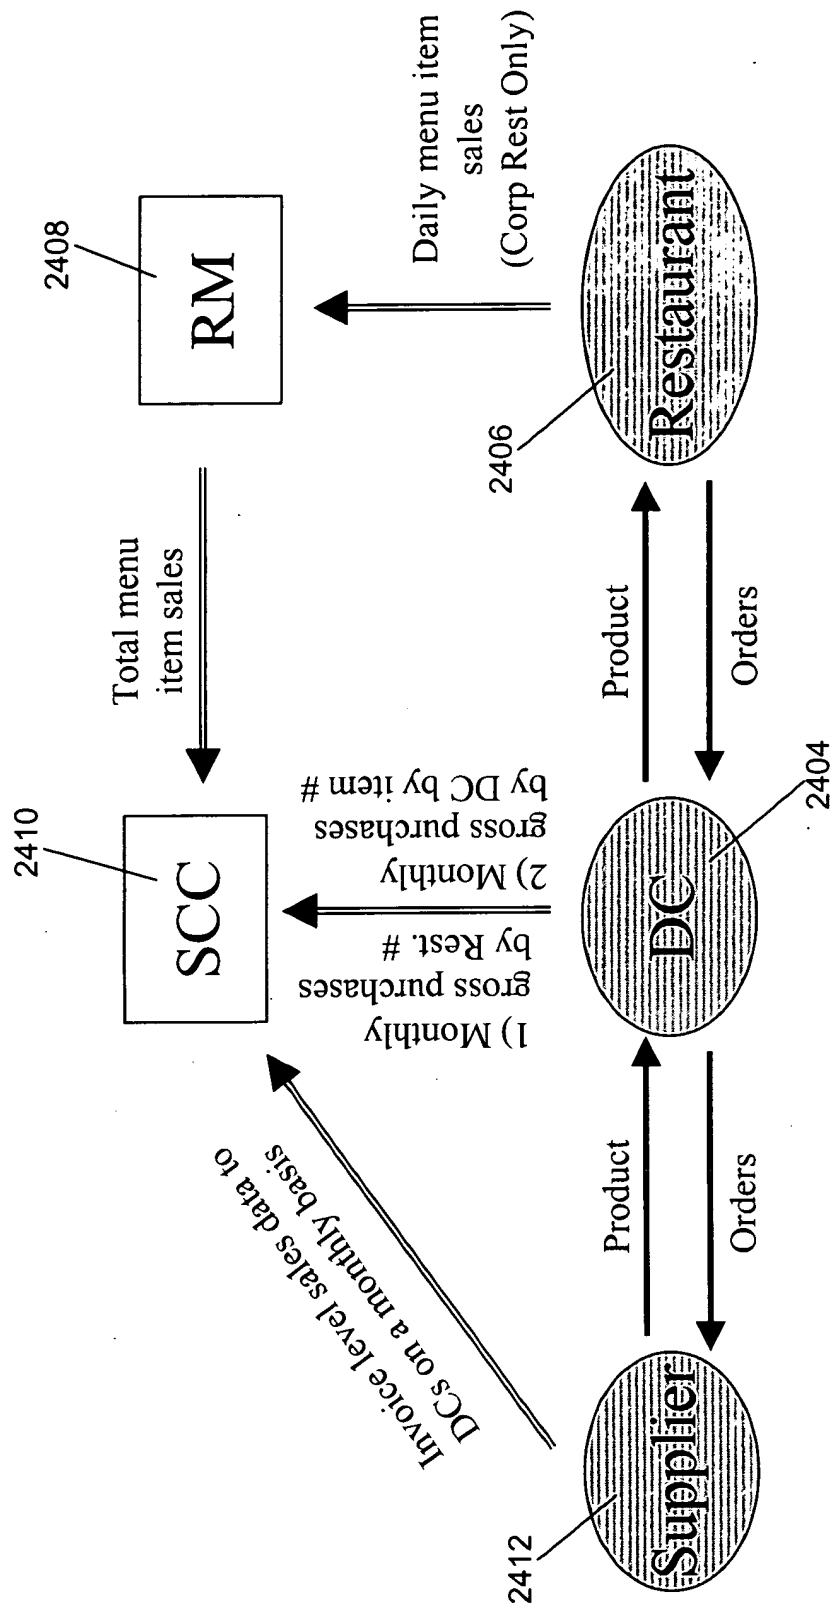 2410
SCC
2408
RM
Total menu
item sales
Invoice level sales data to
DCs on a monthly basis
1) Monthly
gross purchases
by Rest. #
2) Monthly
gross purchases
by DC by item #
Daily menu item
sales
(Corp Rest Only)
2412
Supplier
Product
Orders
DC
2404
Product
Orders
2406
Restaurant